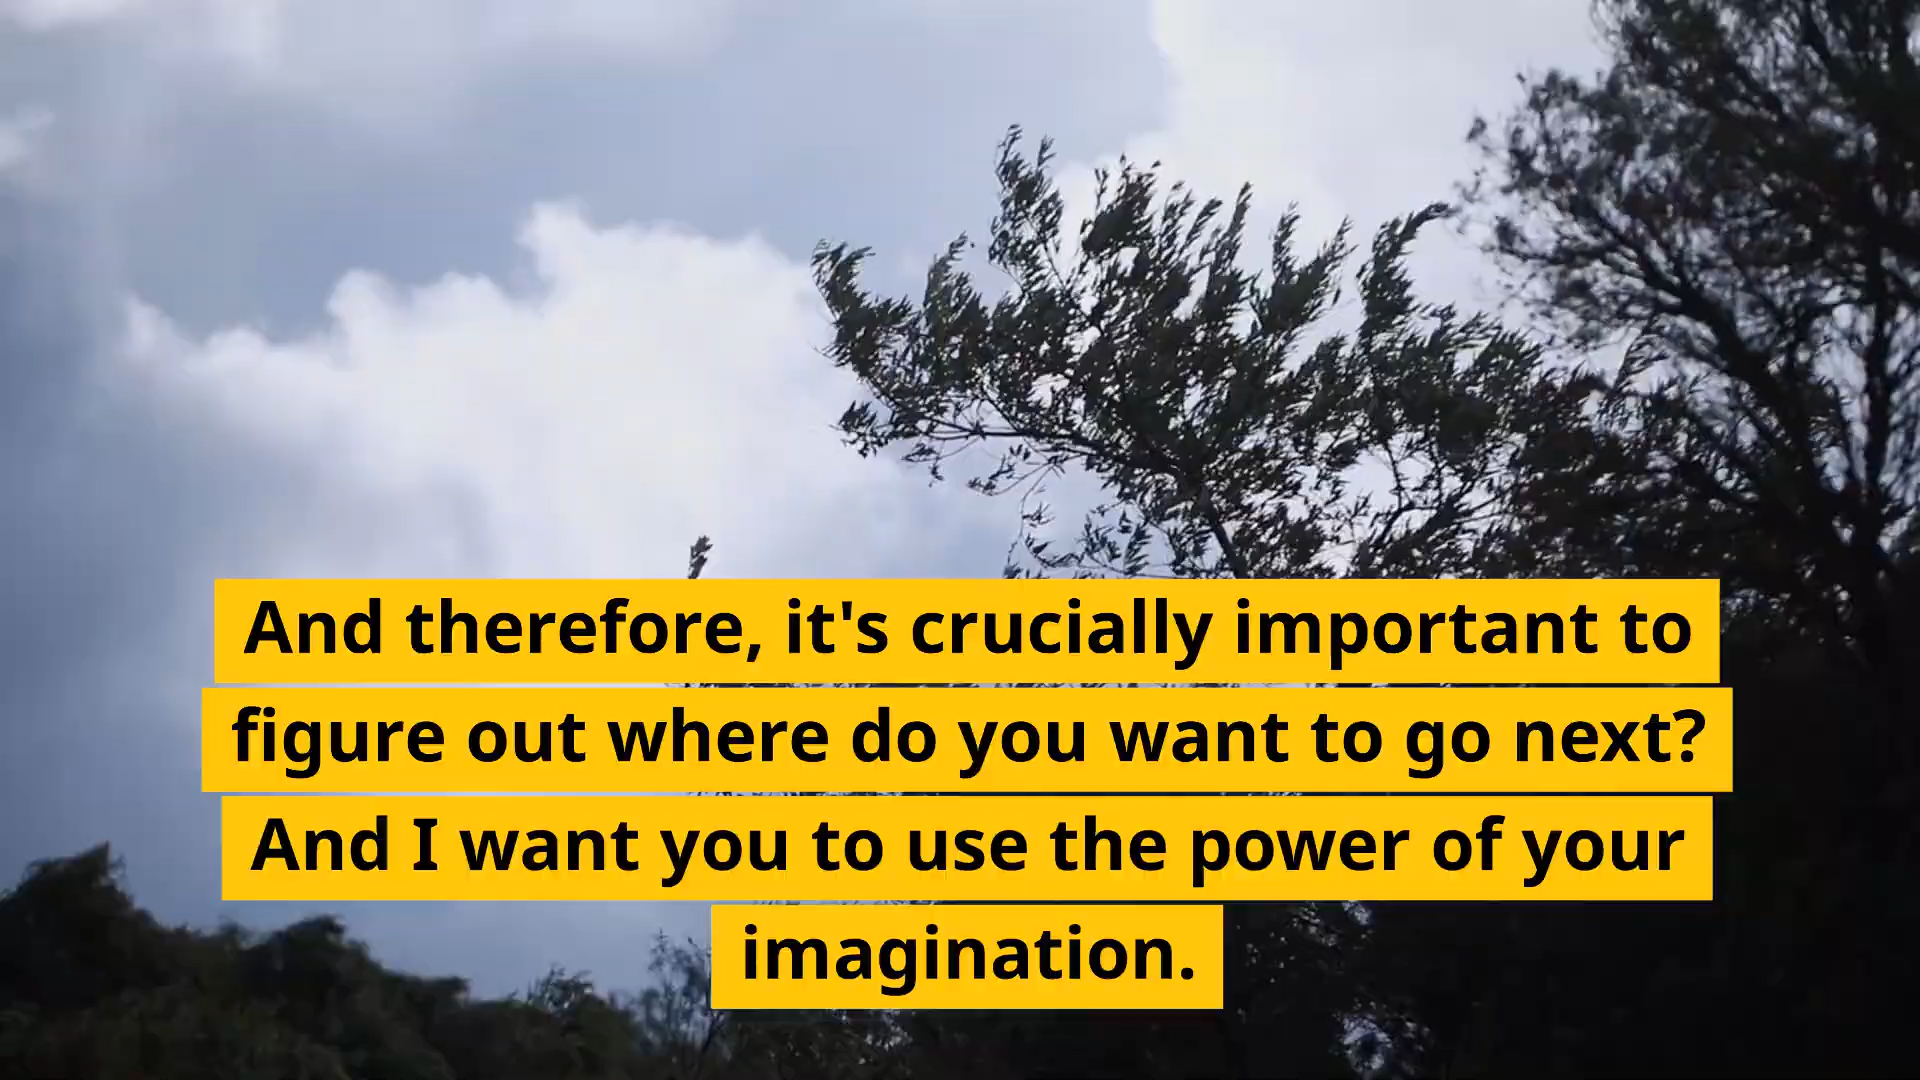 And therefore, it's crucially important to
figure out where do you want to go next?
And I want you to use the power of your
imagination.